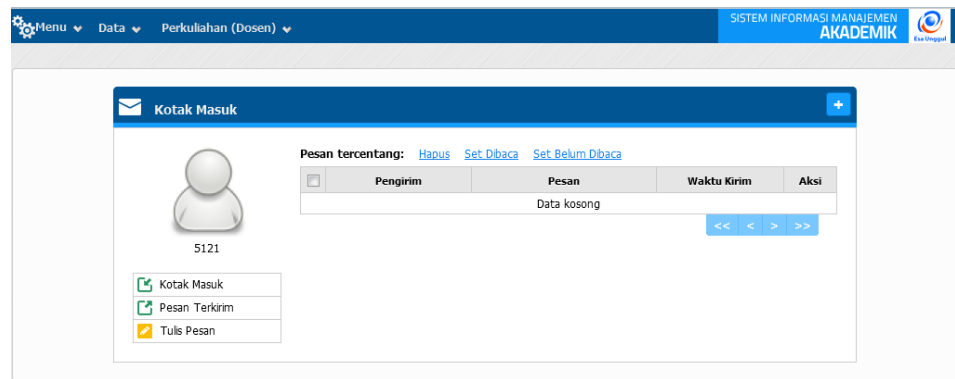 Menu Data Perkuliahan (Dosen)
SISTEM INFORMASI MANAJEMEN
AKADEMIK
Esa Unggul
Kotak Masuk
+
Pesan tercentang: Hapus Set Dibaca Set Belum Dibaca
Pengirim Pesan Waktu Kirim Aksi
Data kosong
<< < > >>
5121
Kotak Masuk
Pesan Terkirim
Tulis Pesan